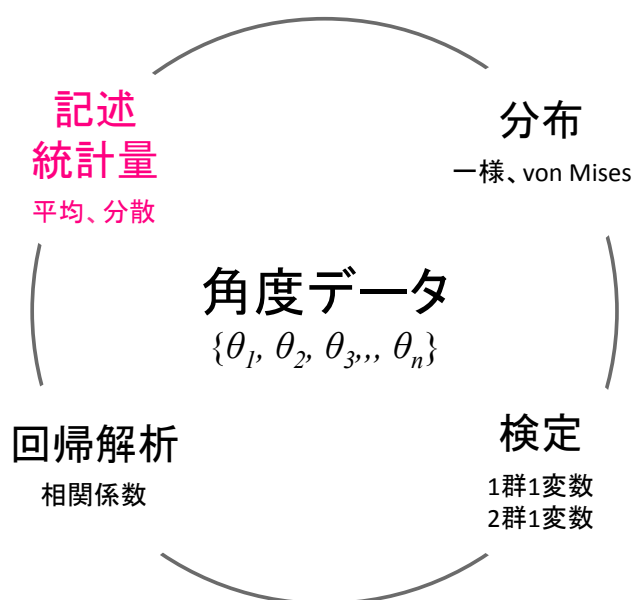 記述
統計量
平均、分散
分布
一様、von Mises
角度データ
{θ1, θ2, θ3,,, θn}
回帰解析
相関係数
検定
1群1変数
2群1変数